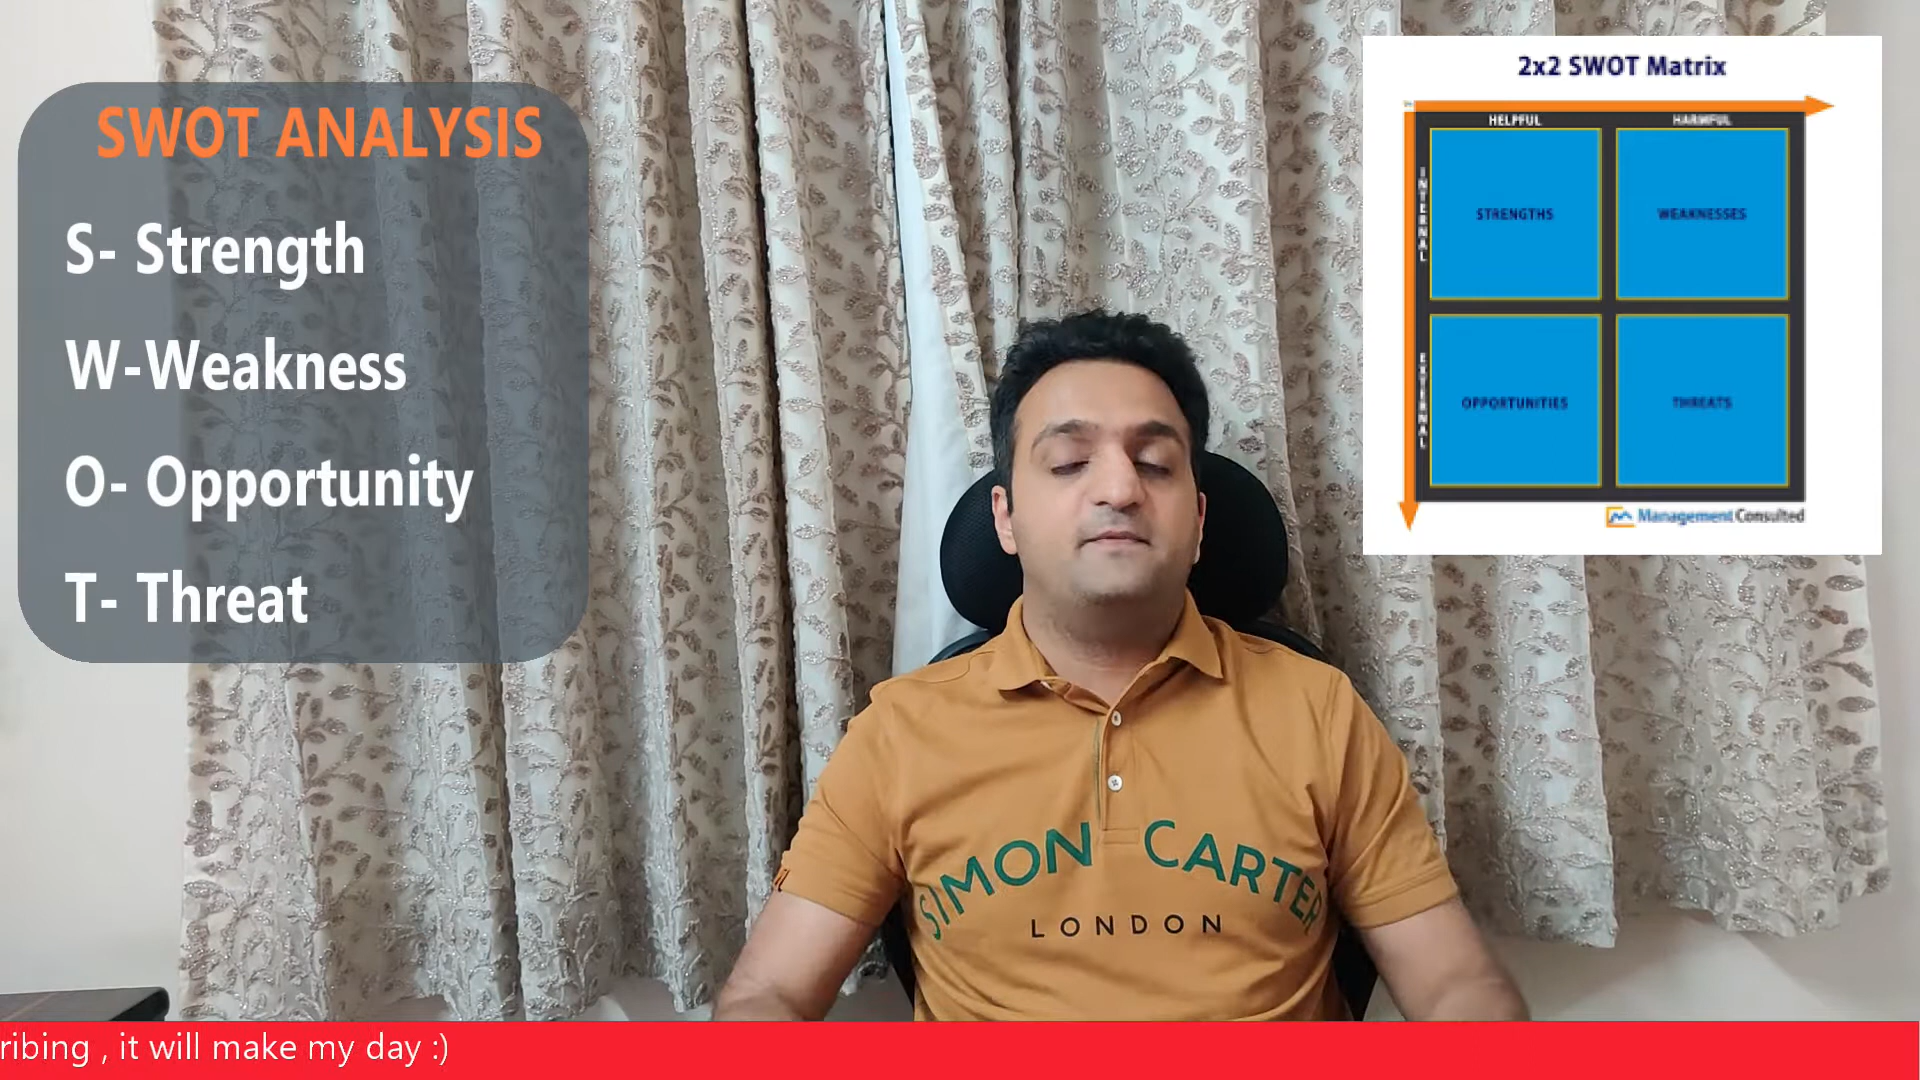 SWOT ANALYSIS
S- Strength
W-Weakness
O- Opportunity
T- Threat
2x2 SWOT Matrix
HELPFUL
HARMFUL
INTERNAL
STRENGTHS
WEAKNESSES
EXTERNAL
OPPORTUNITIES
THREATS
Management Consulted
SIMON CARTER
LONDON
ribing , it will make my day :)